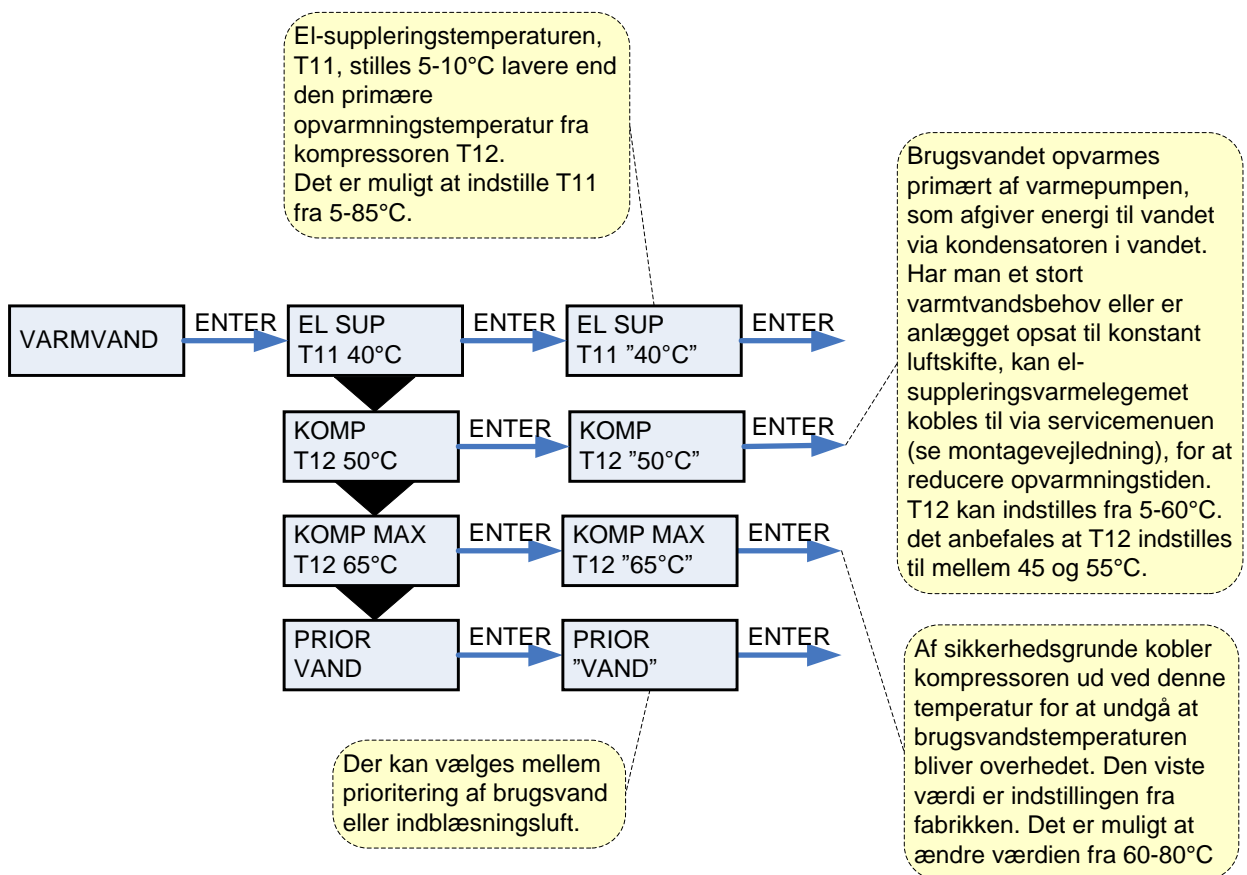 El-suppleringstemperaturen,
T11, stilles 5-10°C lavere end
den primære
opvarmningstemperatur fra
kompressoren T12.
Det er muligt at indstille T11
fra 5-85°C.
Brugsvandet opvarmes
primært af varmepumpen,
som afgiver energi til vandet
via kondensatoren i vandet.
Har man et stort
varmtvandsbehov eller er
anlægget opsat til konstant
luftskifte, kan el-
suppleringsvarmelegemet
kobles til via servicemenuen
(se montagevejledning), for at
reducere opvarmningstiden.
T12 kan indstilles fra 5-60°C.
det anbefales at T12 indstilles
til mellem 45 og 55°C.
VARMVAND
ENTER
EL SUP
T11 40°C
ENTER
EL SUP
T11 ”40°C”
ENTER
KOMP
T12 50°C
ENTER
KOMP
T12 ”50°C”
ENTER
KOMP MAX
T12 65°C
ENTER
KOMP MAX
T12 ”65°C”
ENTER
PRIOR
VAND
ENTER
PRIOR
”VAND”
ENTER
Der kan vælges mellem
prioritering af brugsvand
eller indblæsningsluft.
Af sikkerhedsgrunde kobler
kompressoren ud ved denne
temperatur for at undgå at
brugsvandstemperaturen
bliver overhedet. Den viste
værdi er indstillingen fra
fabrikken. Det er muligt at
ændre værdien fra 60-80°C